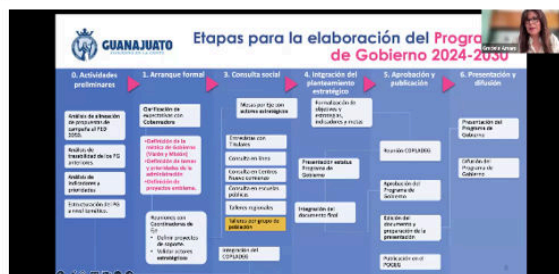 GUANAJUATO
Etapas para la elaboración del Programa
de Gobierno 2024-2030
0. Actividades
preliminares
Análisis de alineación
de propuestas de
campaña al PED
2050.
Análisis de
trazabilidad de los PG
anteriores
Análisis de
indicadores a
prioridades
Estructuración del PG
a nivel temático.
1. Arranque formal
Clarificación de
expectativas con
Gobernadora
Definición de la
de Gobierno
(Visión y Misión)
Definición de temas
y prioridades de la
administración
Definición de
proyectos
Reuniones con
Coordinadores de
Eje
Definir proyectos
de soporte.
Validar actores
estratégicos
3. Consulta social
Mesas por Eje con
actores estratégicos
Entrevistas con
Titulares
Consulta en línea
Consulta en Centros
Nuevo Comienzo
Consulta en escuelas
públicas
Talleres regionales
Talleres por grupo de
población
Integración del
COPLADEG
4. Integración del
planteamiento
estratégico
Formalización de
objetivos y
estrategias,
indicadores y metas
Presentación
Programa de
Gobierno
Integración del
documento final
5. Aprobación y
publicación
Reunión COPLADEG
Aprobación del
Programa de
Gobierno
Edición del
documento y
preparación de la
presentación
Publicación en el
POGEG
6. Presentación y
difusión
Presentación del
Programa de
Gobierno
Difusión del
Programa de
Gobierno